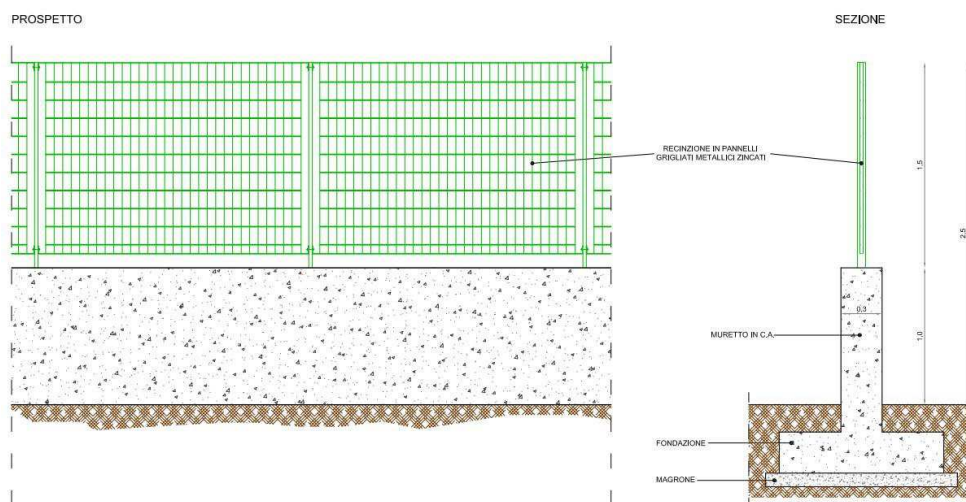 PROSPETTO
SEZIONE
RECINZIONE IN PANNELLI
GRIGLIATI METALLICI ZINCATI
1,5
2,5
0,3
MURETTO IN C.A.
1,0
FONDAZIONE
MAGRONE